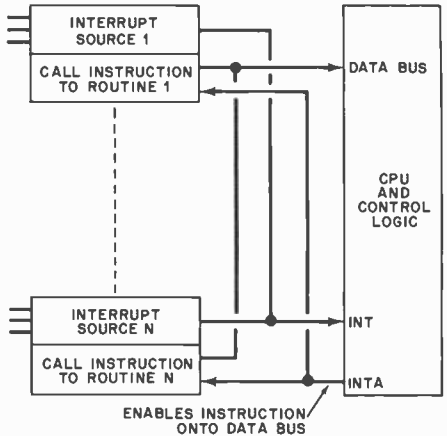 INTERRUPT
SOURCE 1
CALL INSTRUCTION
TO ROUTINE 1
DATA BUS
CPU
AND
CONTROL
LOGIC
INTERRUPT
SOURCE N
INT
CALL INSTRUCTION
TO ROUTINE N
INTA
ENABLES INSTRUCTION
ONTO DATA BUS